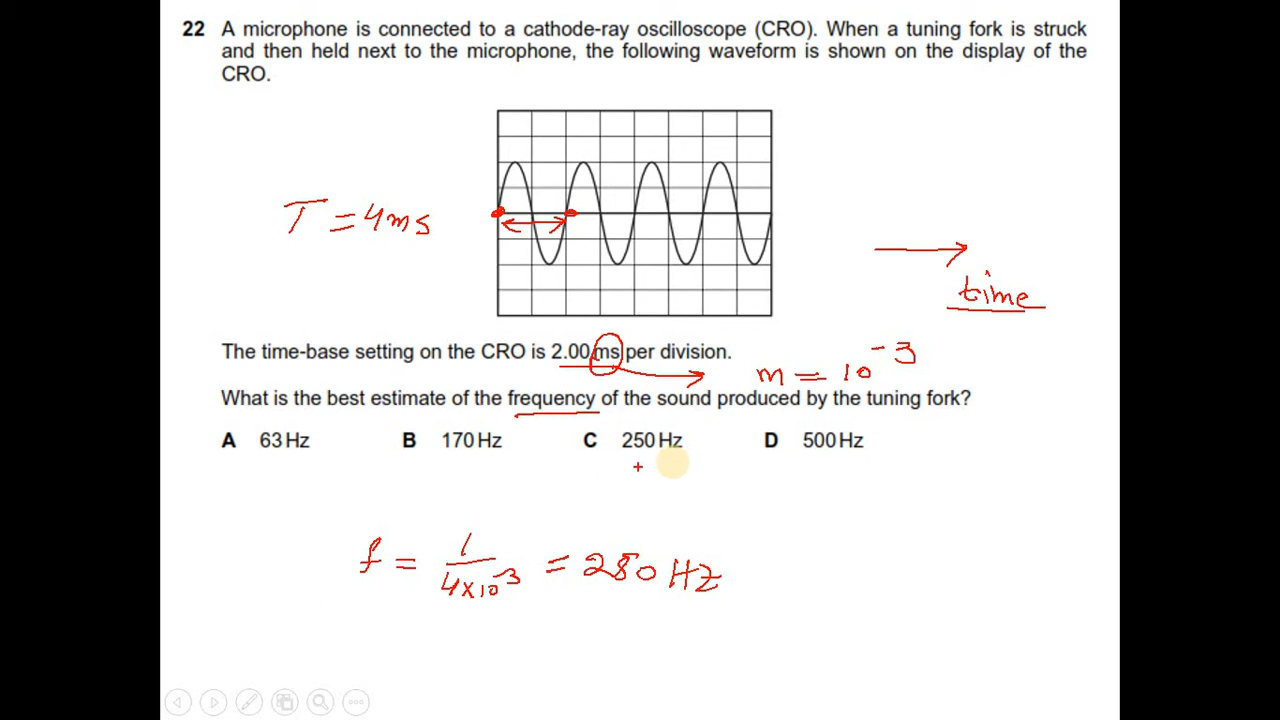 22 A microphone is connected to a cathode-ray oscilloscope (CRO). When a tuning fork is struck
and then held next to the microphone, the following waveform is shown on the display of the
CRO.
T = 4ms
time
The time-base setting on the CRO is 2.00 ms per division.
m = 10⁻³
What is the best estimate of the frequency of the sound produced by the tuning fork?
A 63 Hz B 170 Hz C 250 Hz D 500 Hz
f = 1/4×10⁻³ = 250 Hz